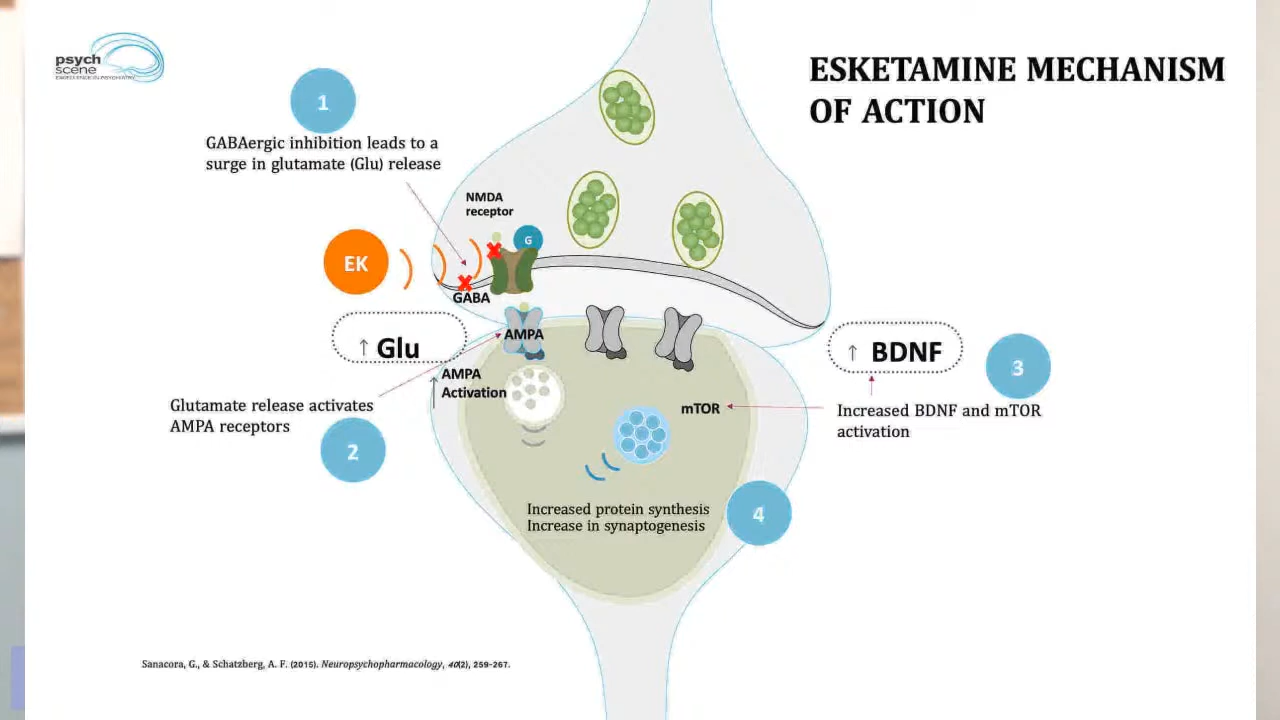 psych
scene
ESKETAMINE MECHANISM
OF ACTION
1
GABAergic inhibition leads to a
surge in glutamate (Glu) release
NMDA
receptor
G
EK
GABA
AMPA
↑ Glu
↑ AMPA
Activation
Glutamate release activates
AMPA receptors
2
↑ BDNF
3
mTOR
Increased BDNF and mTOR
activation
Increased protein synthesis
Increase in synaptogenesis
4
Sanacora, G., & Schatzberg, A. F. (2015). Neuropsychopharmacology, 40(2), 259-267.